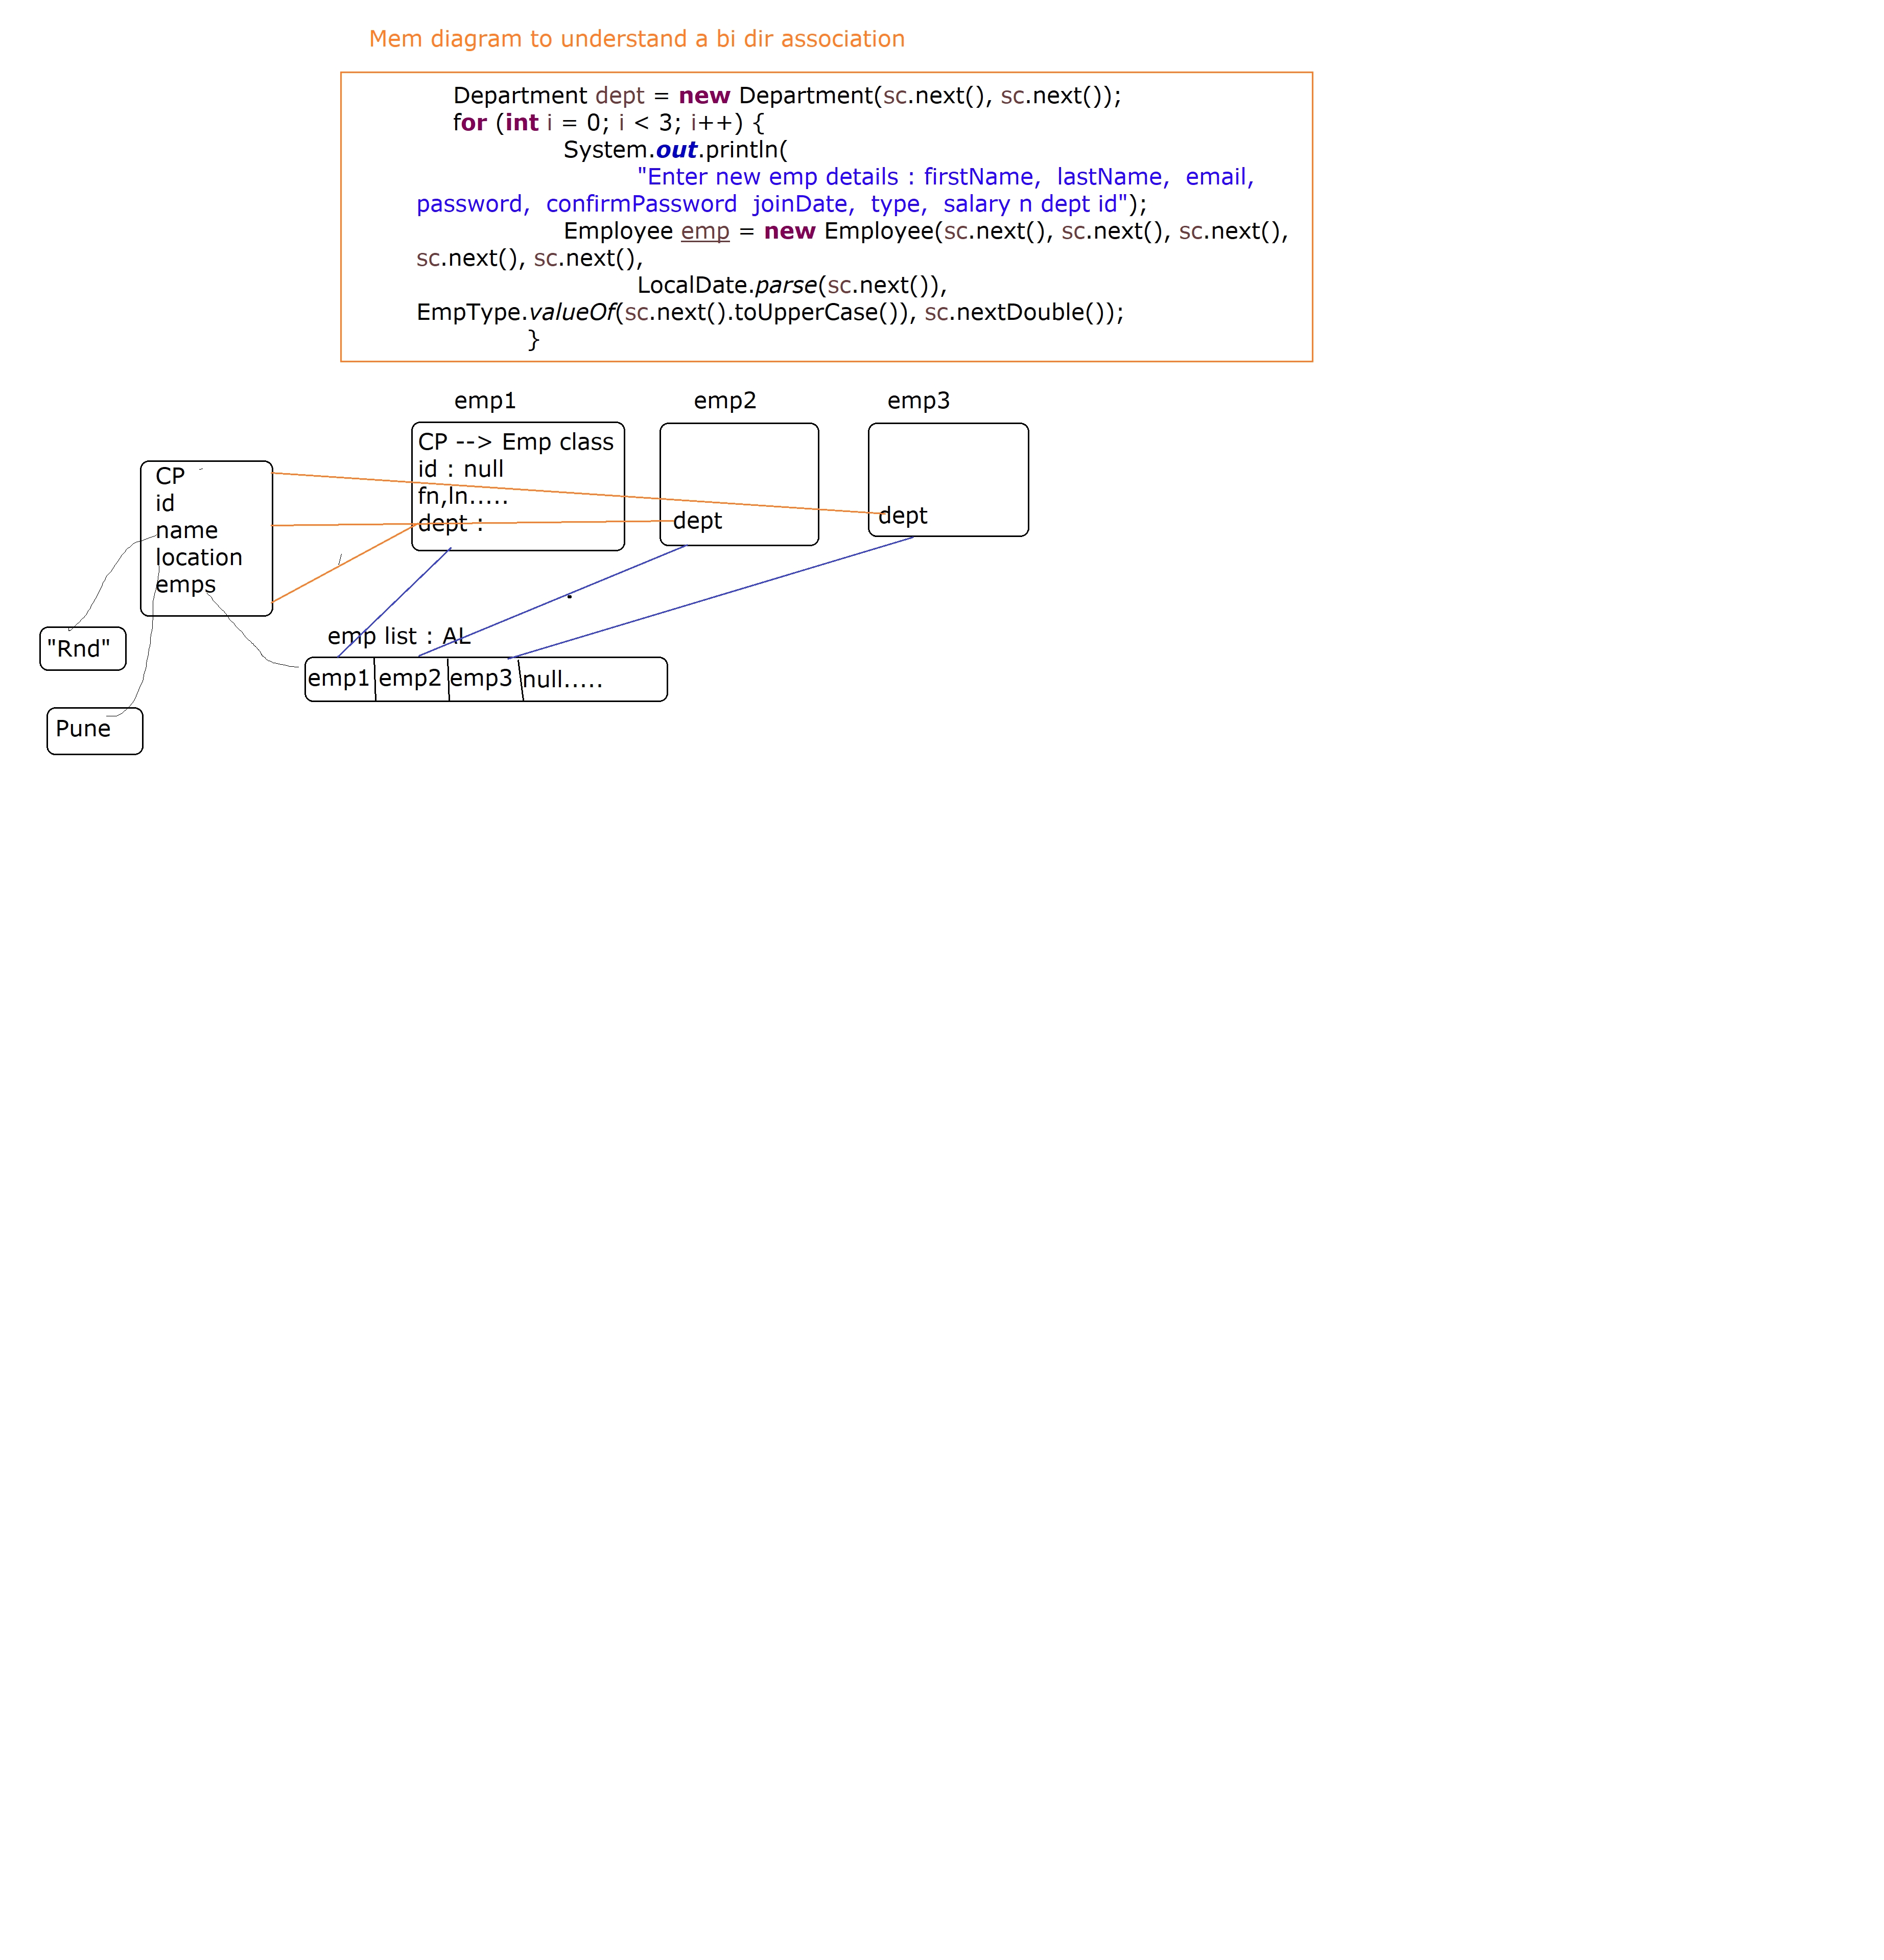 Mem diagram to understand a bi dir association
Department dept = new Department(sc.next(), sc.next());
for (int i = 0; i < 3; i++) {
System.out.println(
"Enter new emp details : firstName,  lastName,  email,
password,  confirmPassword  joinDate,  type,  salary n dept id");
Employee emp = new Employee(sc.next(), sc.next(), sc.next(),
sc.next(), sc.next(),
LocalDate.parse(sc.next()),
EmpType.valueOf(sc.next().toUpperCase()), sc.nextDouble());
}
emp1
emp2
emp3
CP
id
name
location
emps
CP --> Emp class
id : null
fn,ln.....
dept :
dept
dept
"Rnd"
Pune
emp list : AL
emp1 emp2 emp3 null.....